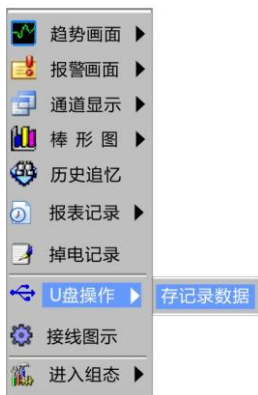 趋势画面
报警画面
通道显示
棒 形 图
历史追忆
报表记录
掉电记录
U盘操作
存记录数据
接线图示
进入组态